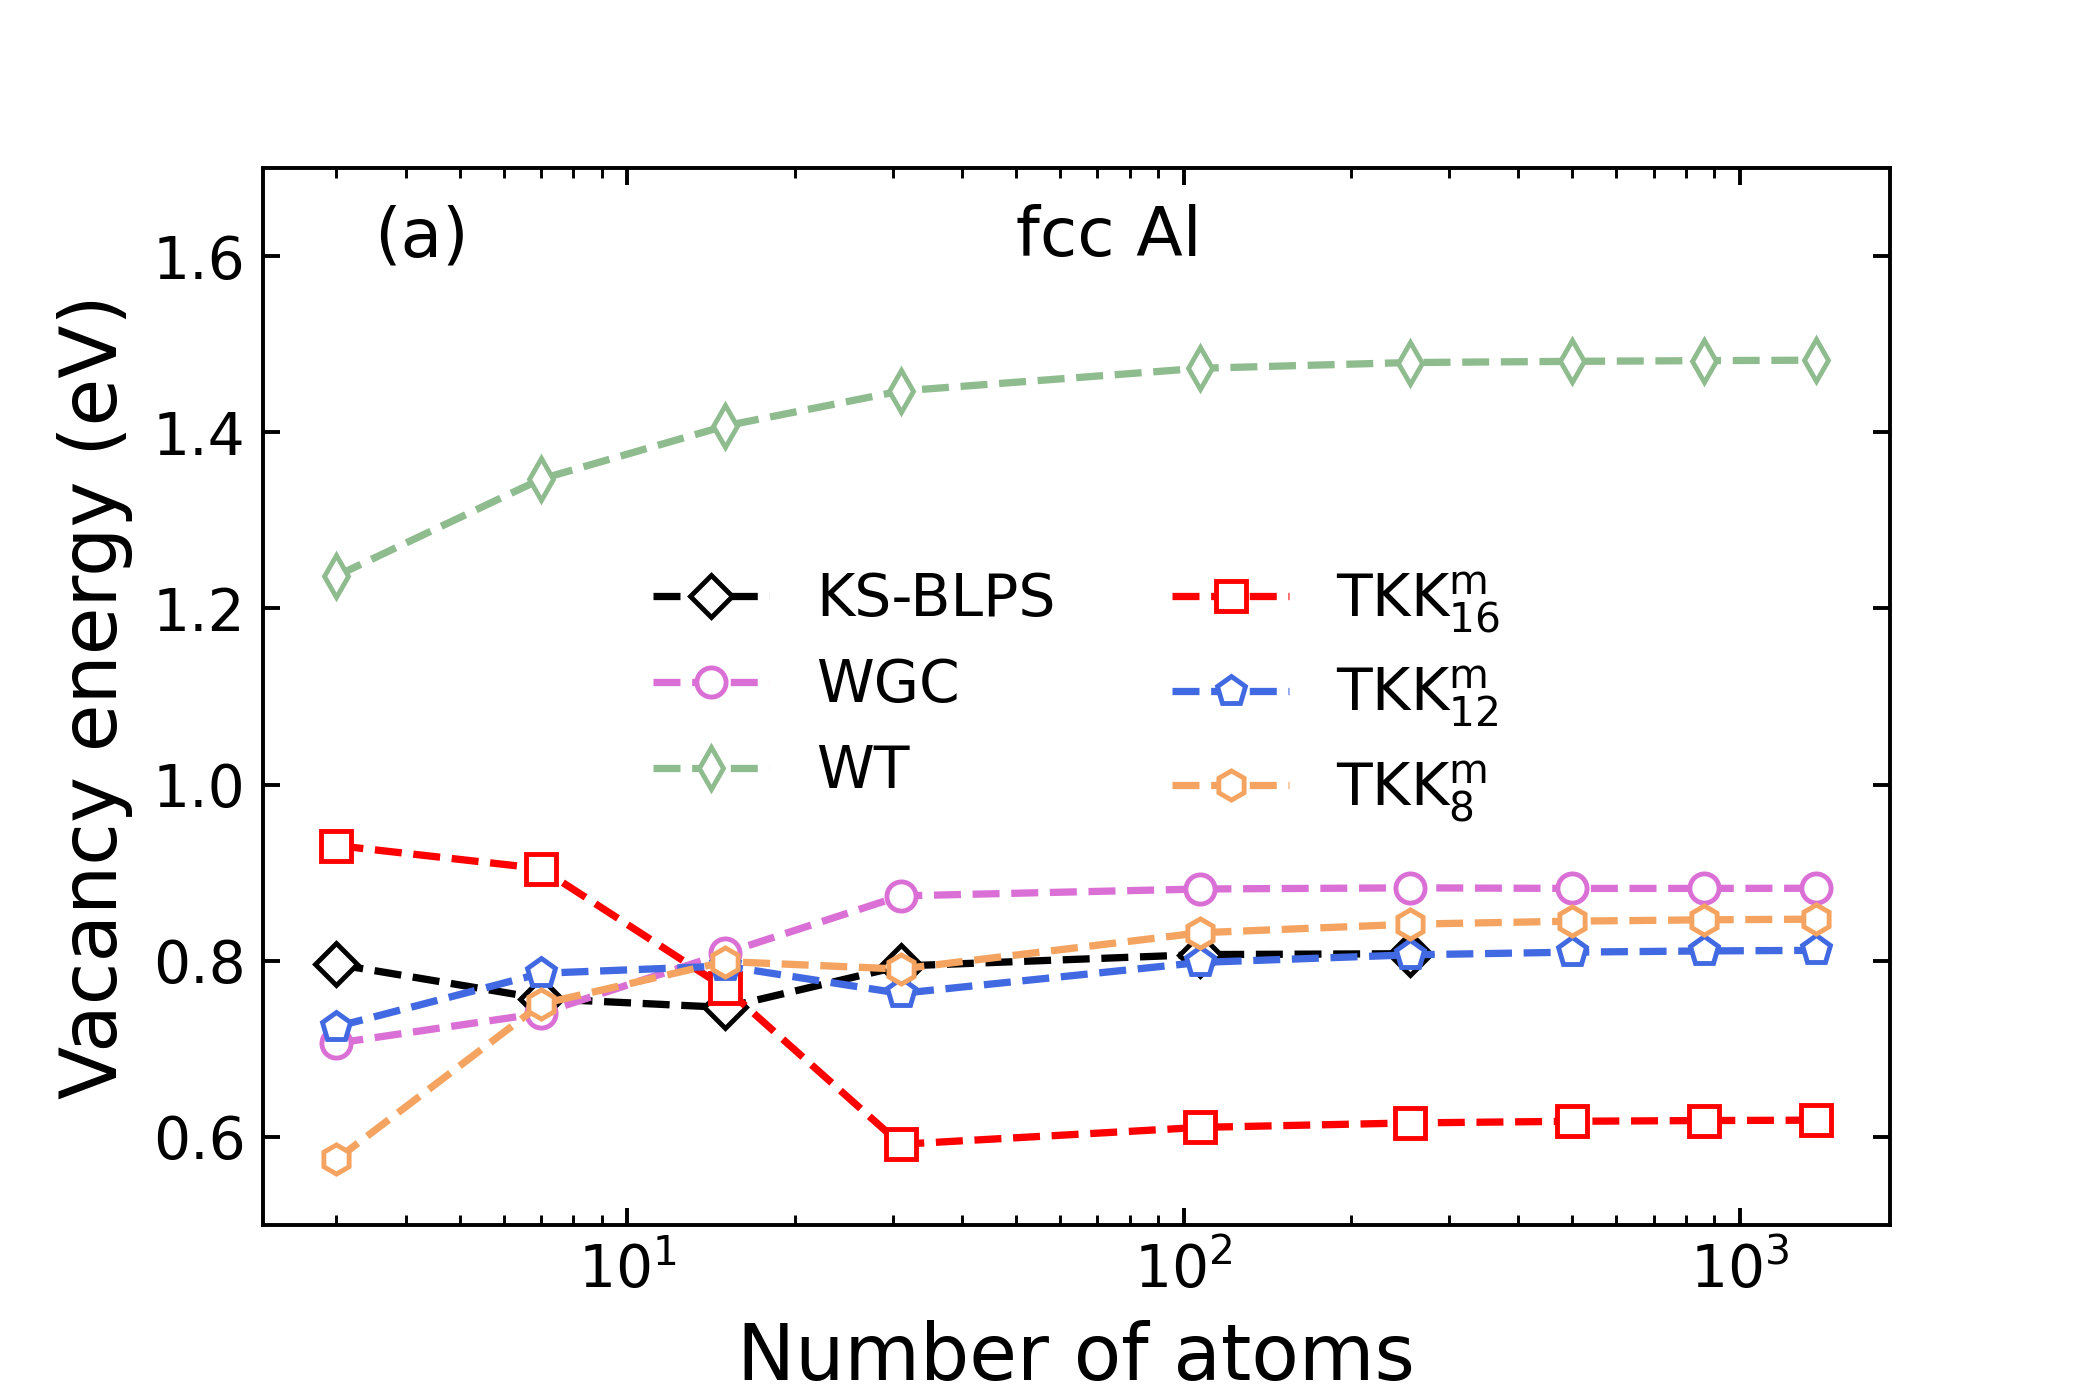 (a)
fcc Al
Vacancy energy (eV)
1.6
1.4
1.2
1.0
0.8
0.6
KS-BLPS
WGC
WT
TKK^m_16
TKK^m_12
TKK^m_8
10^1
10^2
10^3
Number of atoms